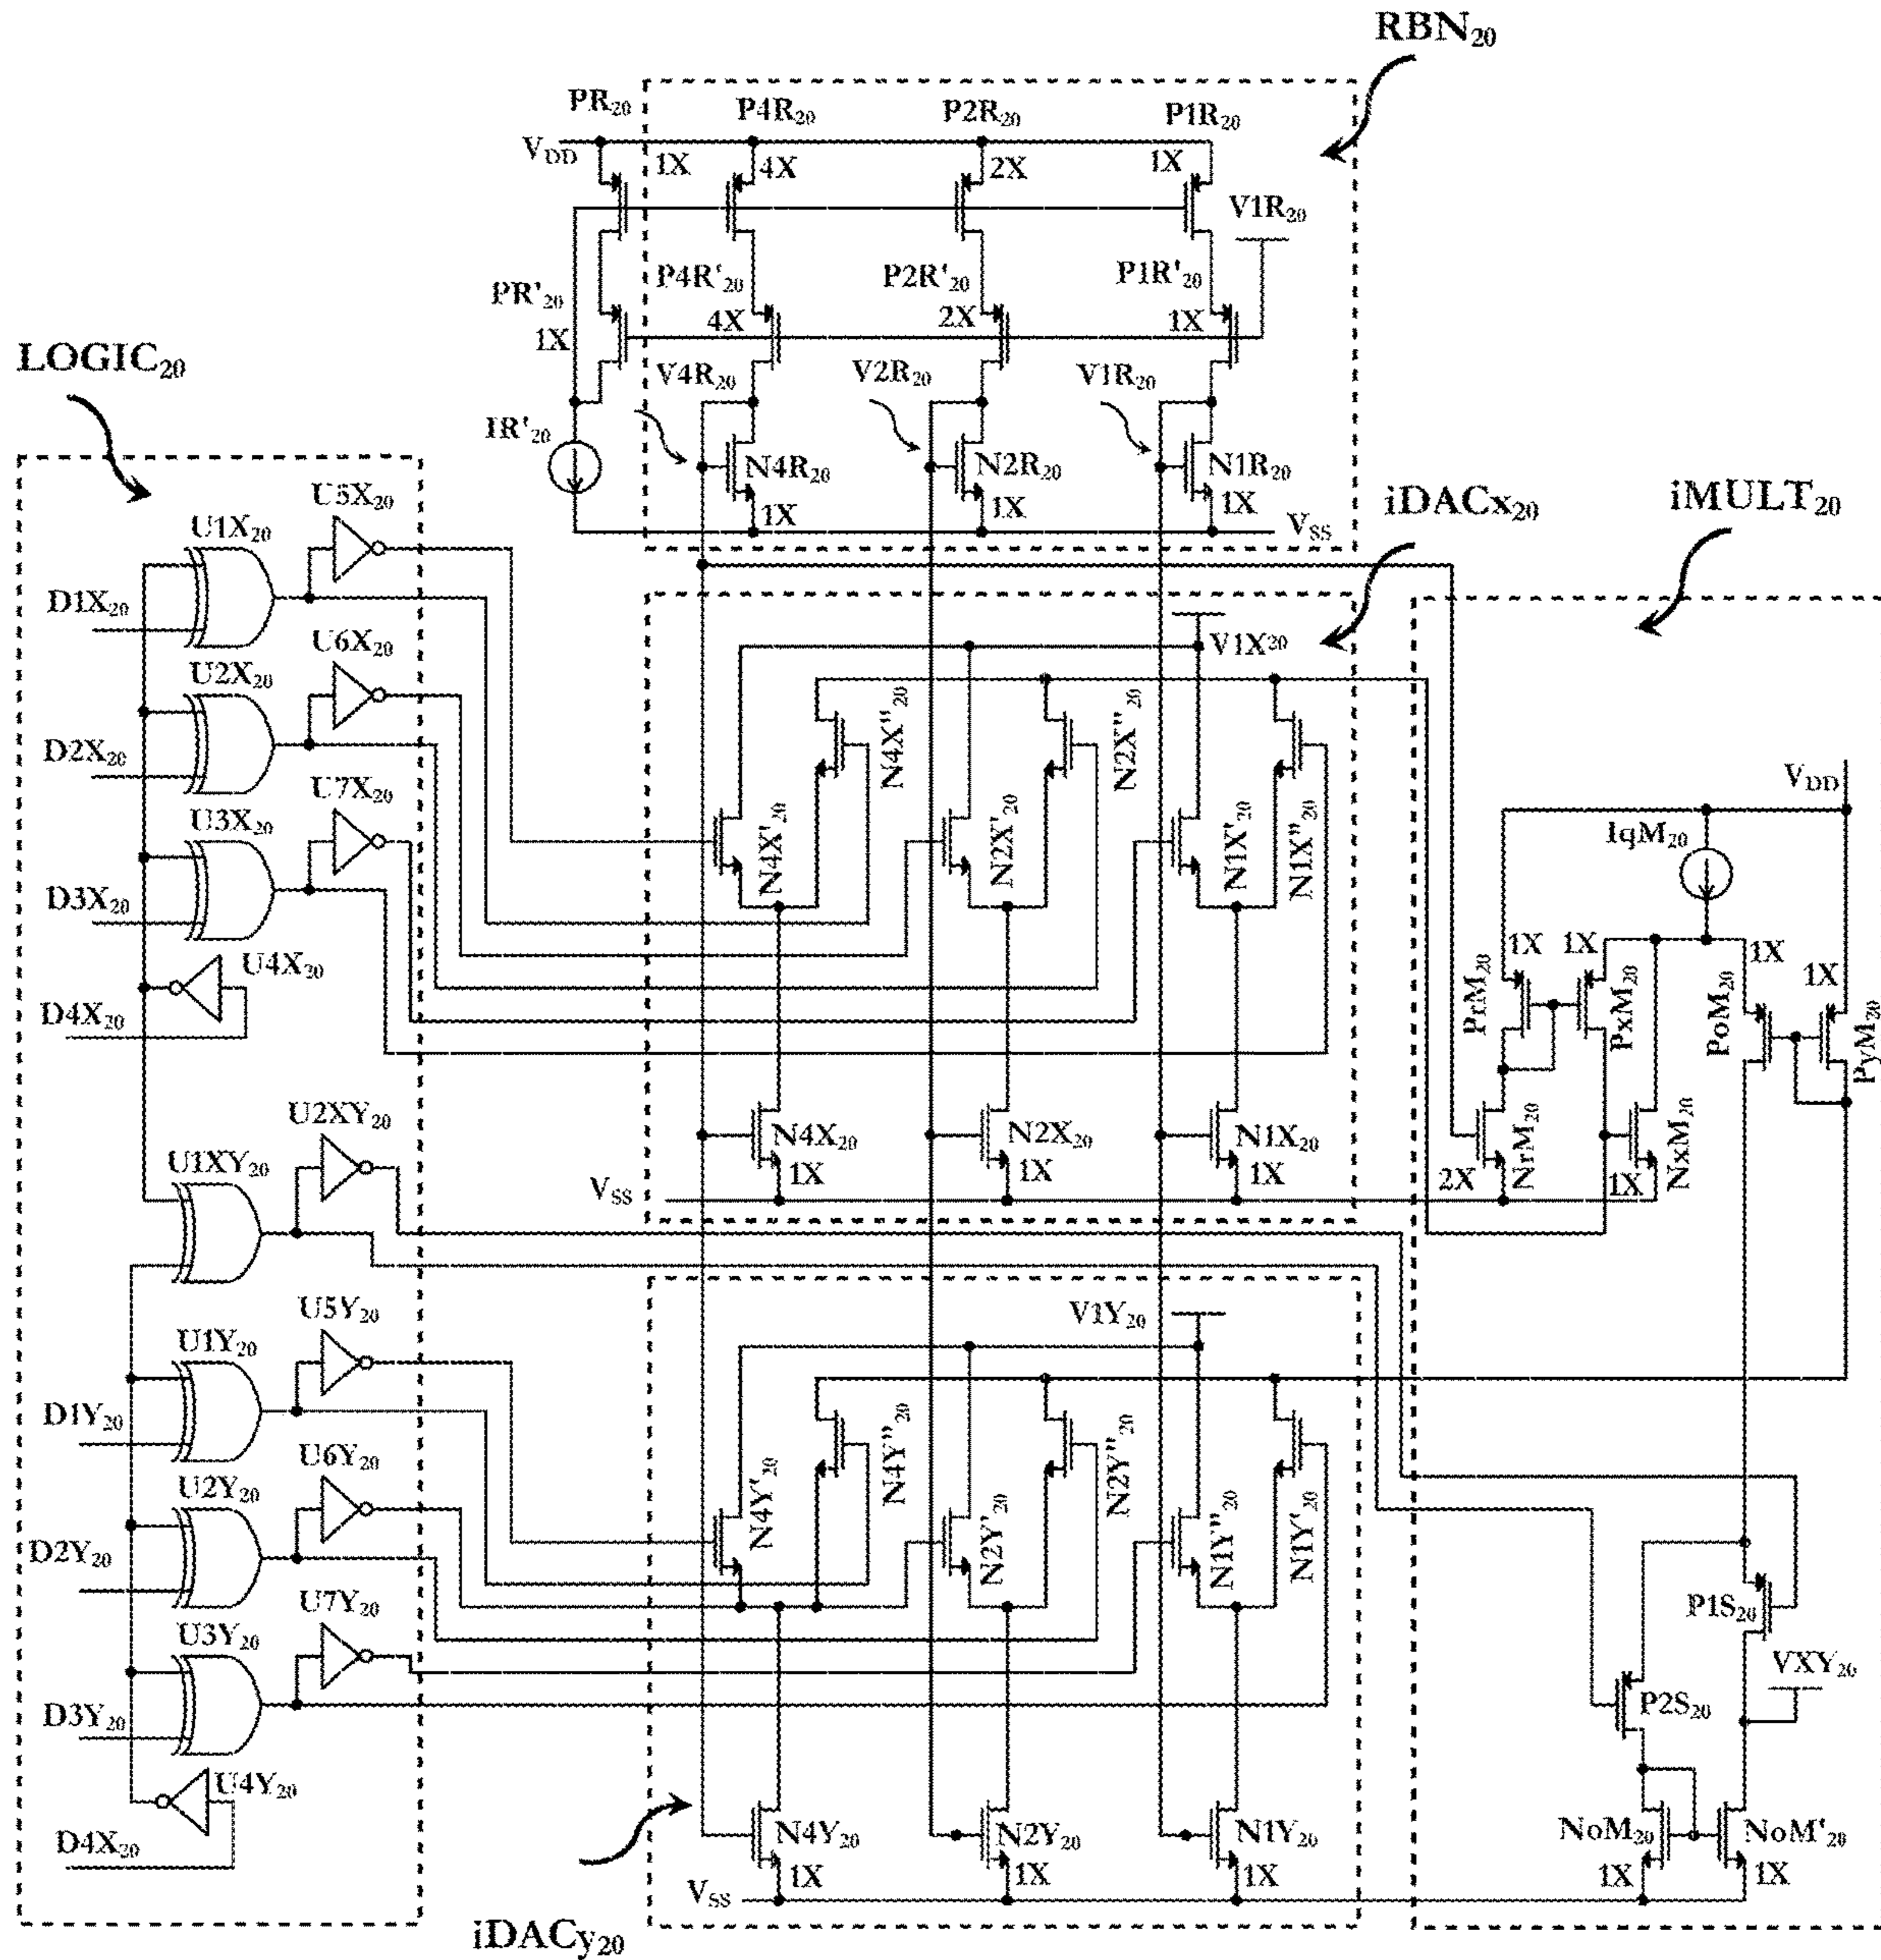 RBN₂₀
PR₂₀ P4R₂₀ P2R₂₀ P1R₂₀
V_DD 1X 4X 2X 1X
V1R₂₀
PR'₂₀ P4R'₂₀ P2R'₂₀ P1R'₂₀
1X 4X 2X 1X
LOGIC₂₀
V4R₂₀ V2R₂₀ V1R₂₀
IR'₂₀
N4R₂₀ N2R₂₀ N1R₂₀
1X 1X 1X
V_SS
iDACx₂₀
iMULT₂₀
U1X₂₀ U5X₂₀
D1X₂₀
U2X₂₀ U6X₂₀
D2X₂₀
U3X₂₀ U7X₂₀
D3X₂₀
U4X₂₀
D4X₂₀
V1X²⁰
N4X'₂₀ N4X"₂₀ N2X'₂₀ N2X"₂₀ N1X'₂₀ N1X"₂₀
N4X₂₀ N2X₂₀ N1X₂₀
1X 1X 1X
V_SS
V_DD
IqM₂₀
1X 1X 1X 1X
PrM₂₀ PxM₂₀ PoM₂₀ PyM₂₀
NrM₂₀ NxM₂₀
2X 1X
U1XY₂₀ U2XY₂₀
U1Y₂₀ U5Y₂₀
D1Y₂₀
U2Y₂₀ U6Y₂₀
D2Y₂₀
U3Y₂₀ U7Y₂₀
D3Y₂₀
U4Y₂₀
D4X₂₀
V1Y₂₀
N4Y'₂₀ N4Y"₂₀ N2Y'₂₀ N2Y"₂₀ N1Y"₂₀ N1Y'₂₀
N4Y₂₀ N2Y₂₀ N1Y₂₀
1X 1X 1X
V_SS
iDACy₂₀
P1S₂₀
VXY₂₀
P2S₂₀
NoM₂₀ NoM'₂₀
1X 1X